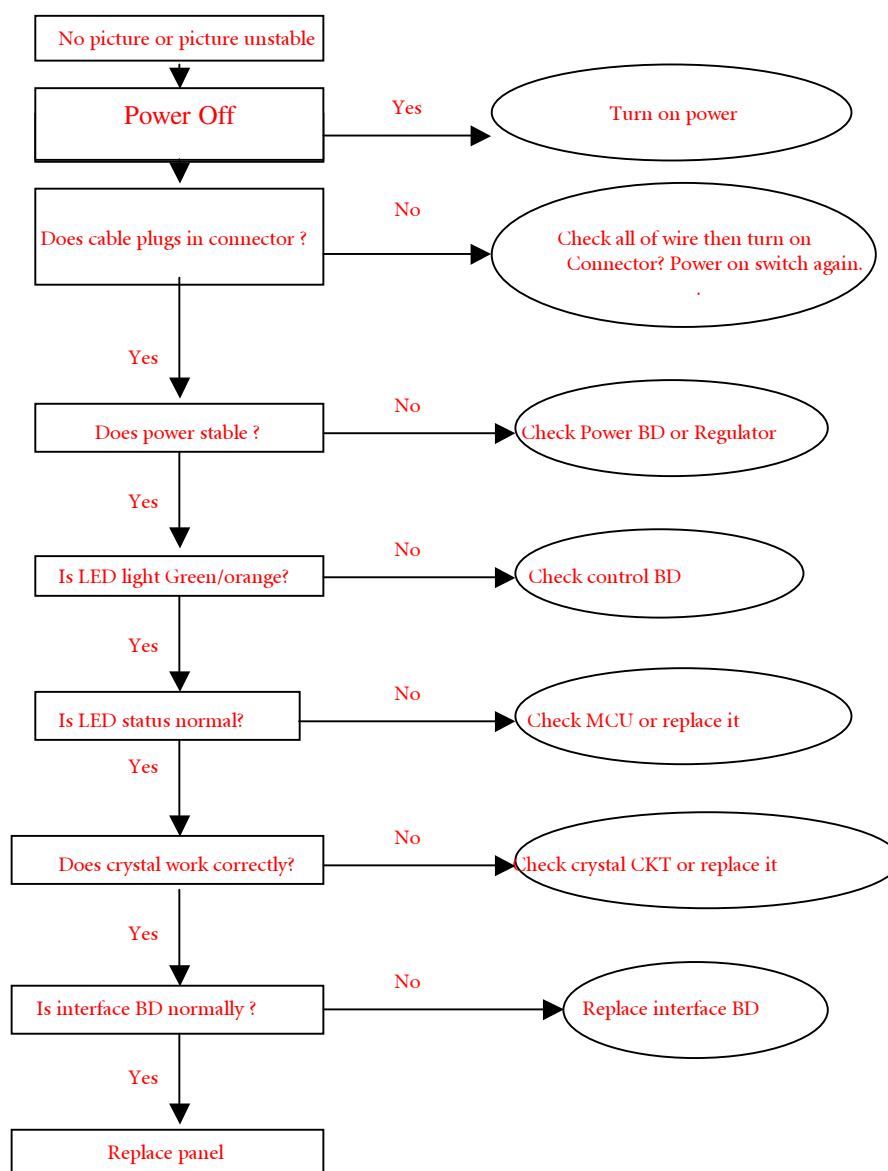 No picture or picture unstable
Power Off
Yes
Turn on power
No
Does cable plugs in connector ?
Check all of wire then turn on
Connector? Power on switch again.
.
Yes
No
Does power stable ?
Check Power BD or Regulator
Yes
No
Is LED light Green/orange?
Check control BD
Yes
No
Is LED status normal?
Check MCU or replace it
Yes
No
Does crystal work correctly?
Check crystal CKT or replace it
Yes
No
Is interface BD normally ?
Replace interface BD
Yes
Replace panel